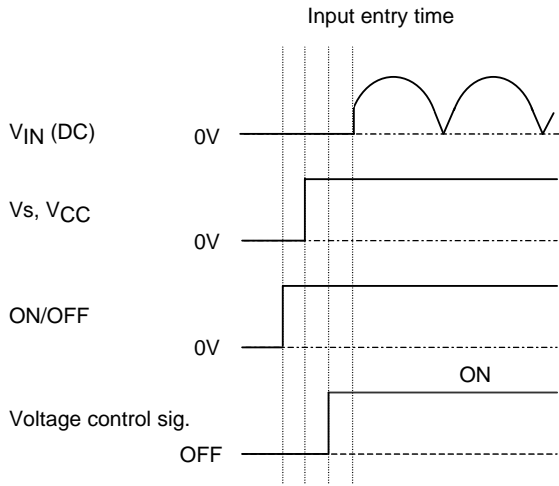 Input entry time
VIN (DC)
0V
Vs, VCC
0V
ON/OFF
0V
ON
Voltage control sig.
OFF